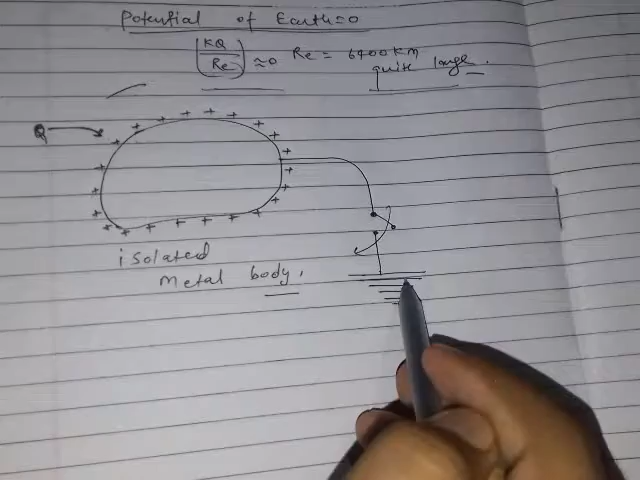 Potential of Earth=0
(KQ/Re) ≈0 Re = 6400km
quite large.
Q
isolated
Metal body.